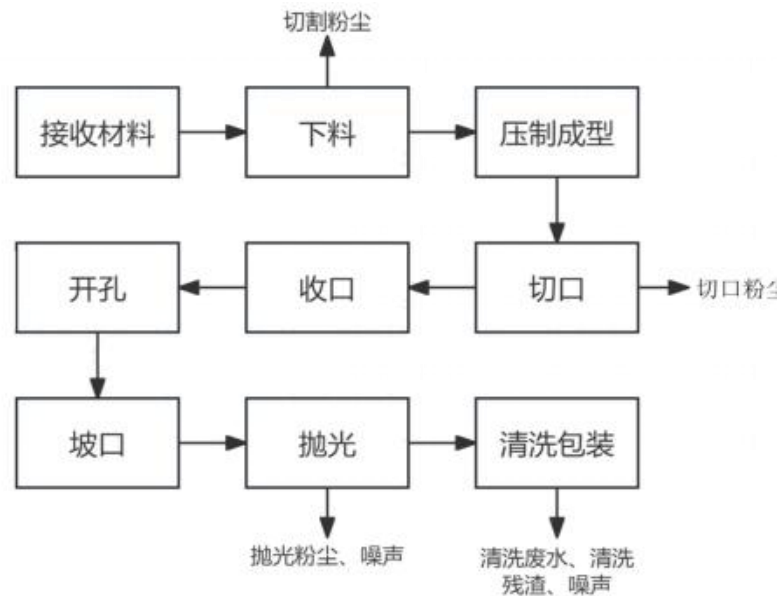 切割粉尘
接收材料
下料
压制成型
开孔
收口
切口
切口粉尘
坡口
抛光
清洗包装
抛光粉尘、噪声
清洗废水、清洗
残渣、噪声